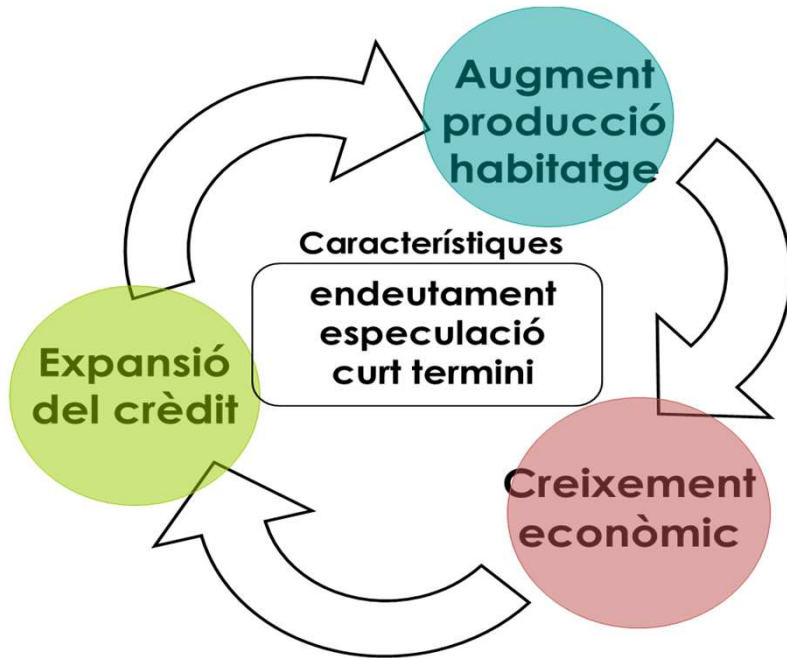 Augment
producció
habitatge
Característiques
endeutament
especulació
curt termini
Expansió
del crèdit
Creixement
econòmic